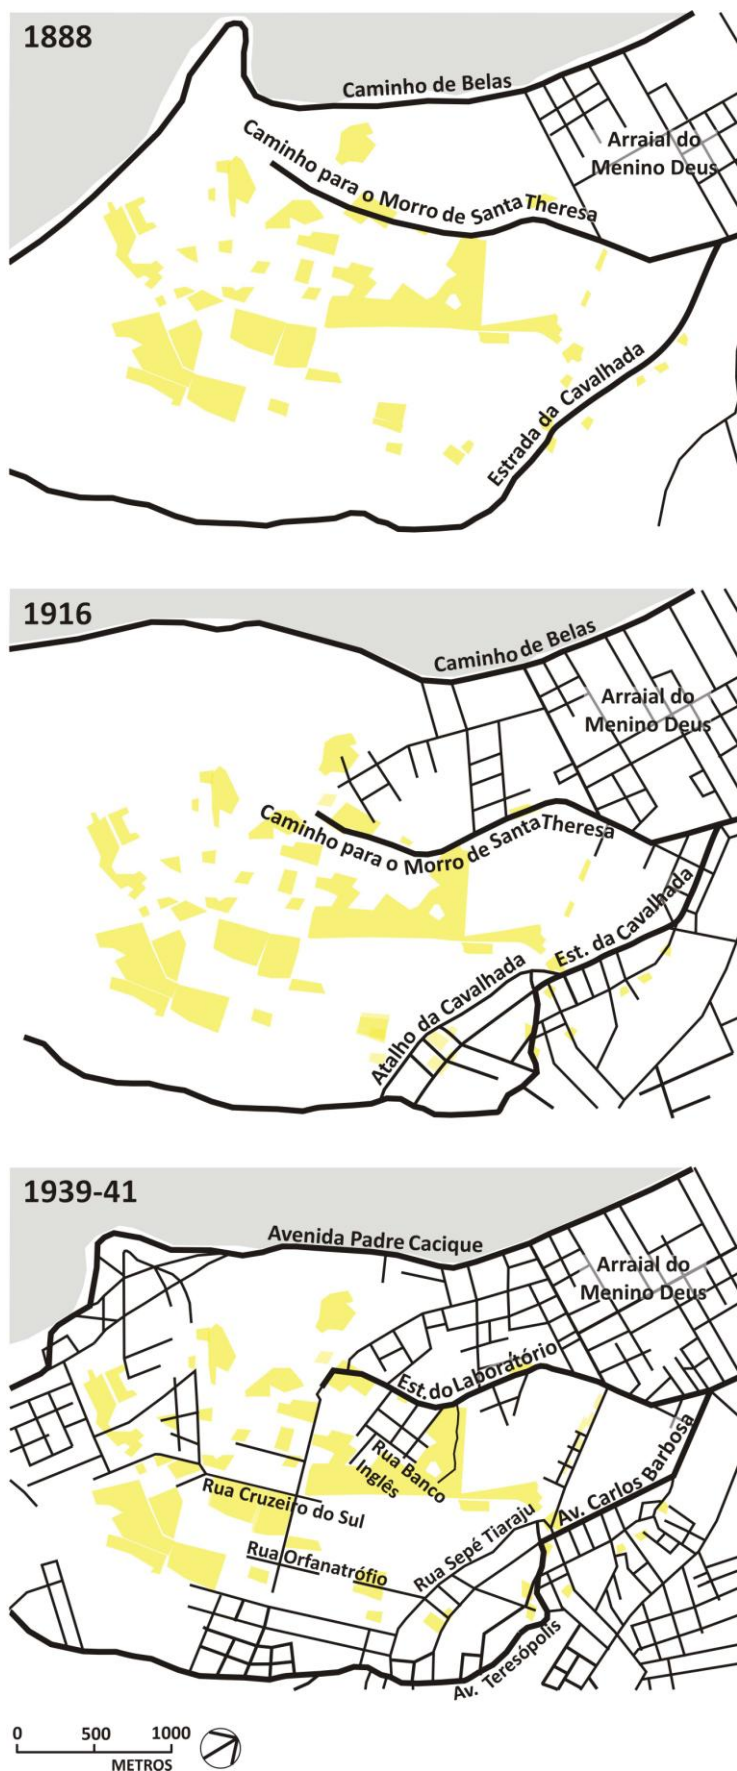 1888
Caminho de Belas
Arraial do
Menino Deus
Caminho para o Morro de Santa Theresa
Estrada da Cavalhada
1916
Caminho de Belas
Arraial do
Menino Deus
Caminho para o Morro de Santa Theresa
Est. da Cavalhada
Atalho da Cavalhada
1939-41
Avenida Padre Cacique
Arraial do
Menino Deus
Est. do Laboratório
Rua Banco
Inglês
Av. Carlos Barbosa
Rua Cruzeiro do Sul
Rua Sepé Tiaraju
Rua Orfanatrófio
Av. Teresópolis
0 500 1000
METROS